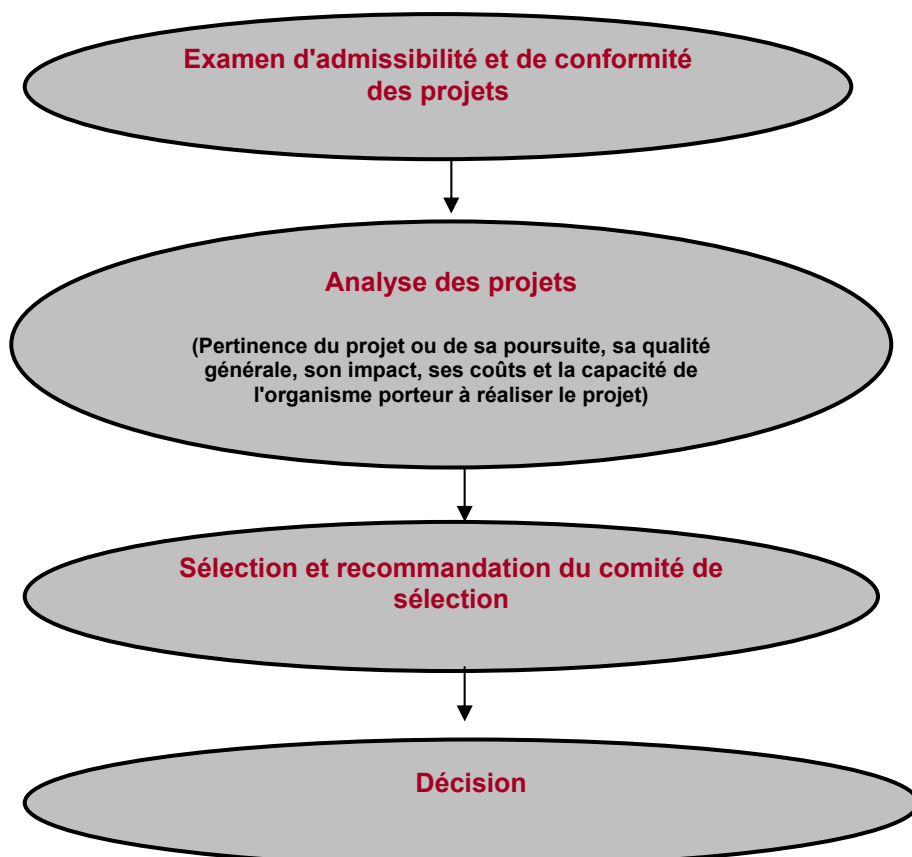 Examen d'admissibilité et de conformité
des projets
Analyse des projets
(Pertinence du projet ou de sa poursuite, sa qualité
générale, son impact, ses coûts et la capacité de
l'organisme porteur à réaliser le projet)
Sélection et recommandation du comité de
sélection
Décision